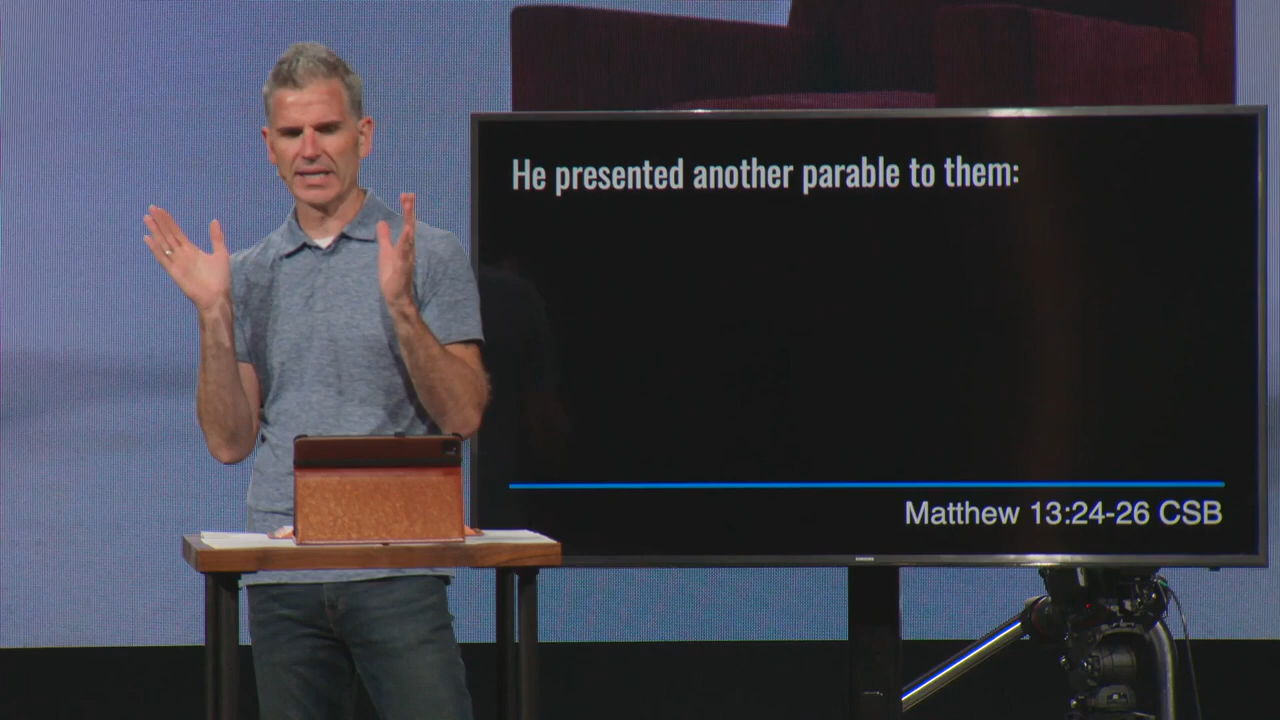 He presented another parable to them:
Matthew 13:24-26 CSB